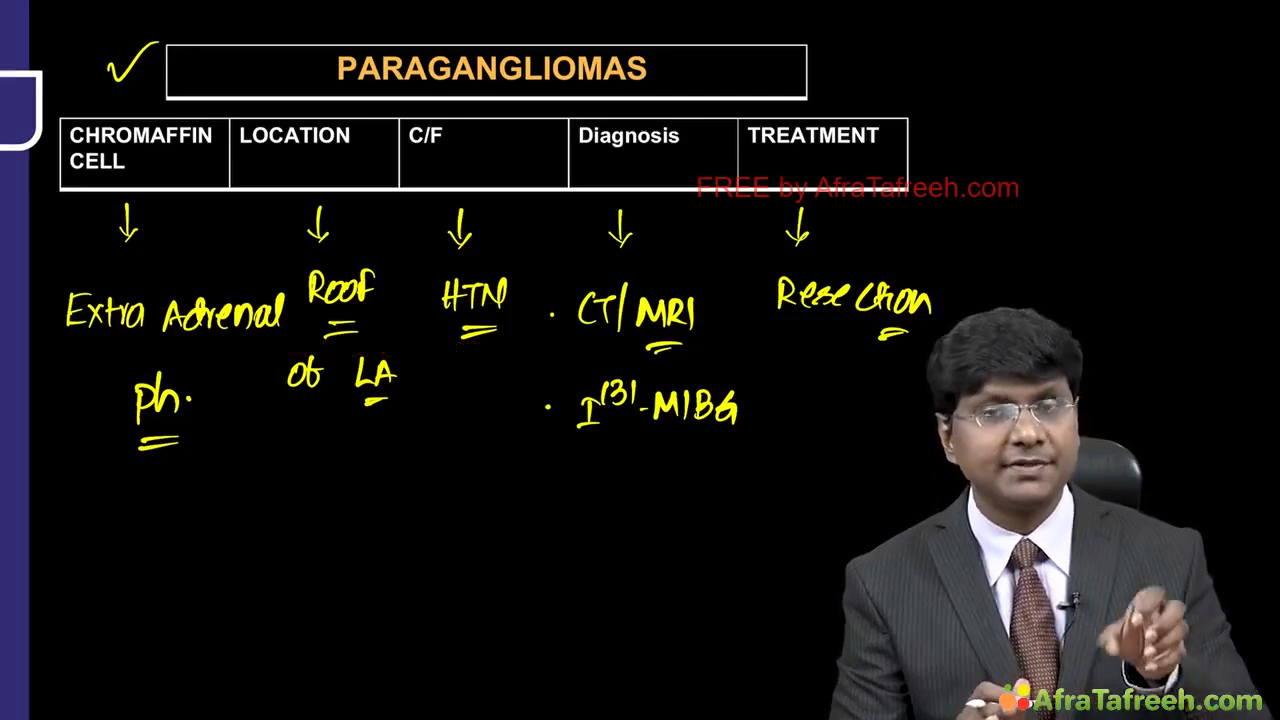 PARAGANGLIOMAS
CHROMAFFIN CELL LOCATION C/F Diagnosis TREATMENT
FREE by AfraTafreeh.com
Extra Adrenal Roof HTN · CT/MRI Resection
Ph. of LA · I131-MIBG
AfraTafreeh.com